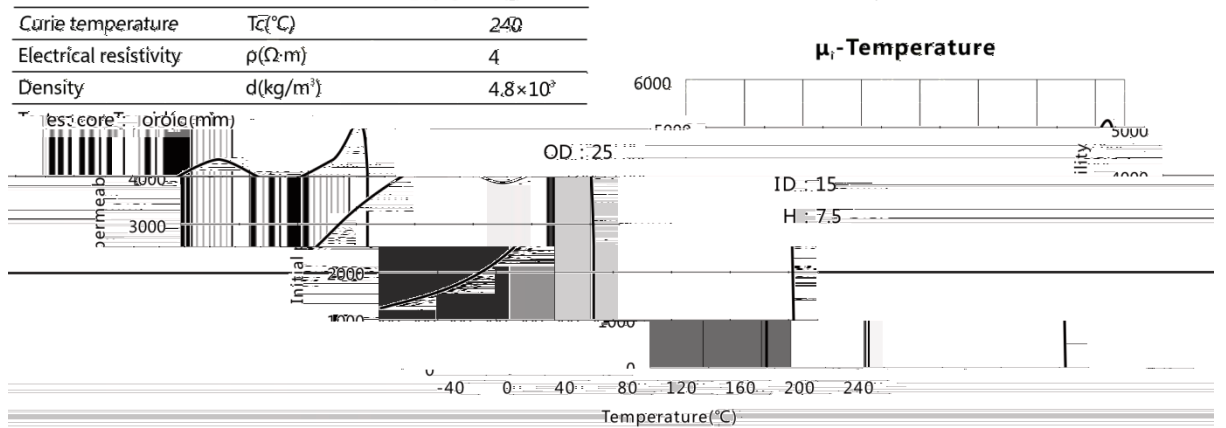 Curie temperature Tc(℃) 240
Electrical resistivity ρ(Ω·m) 4
Density d(kg/m³) 4.8×10³
μi-Temperature
6000
5000
OD : 25
4000
ID : 15
3000
H : 7.5
Initial
2000
0
-40 0 40 80 120 160 200 240
Temperature(℃)